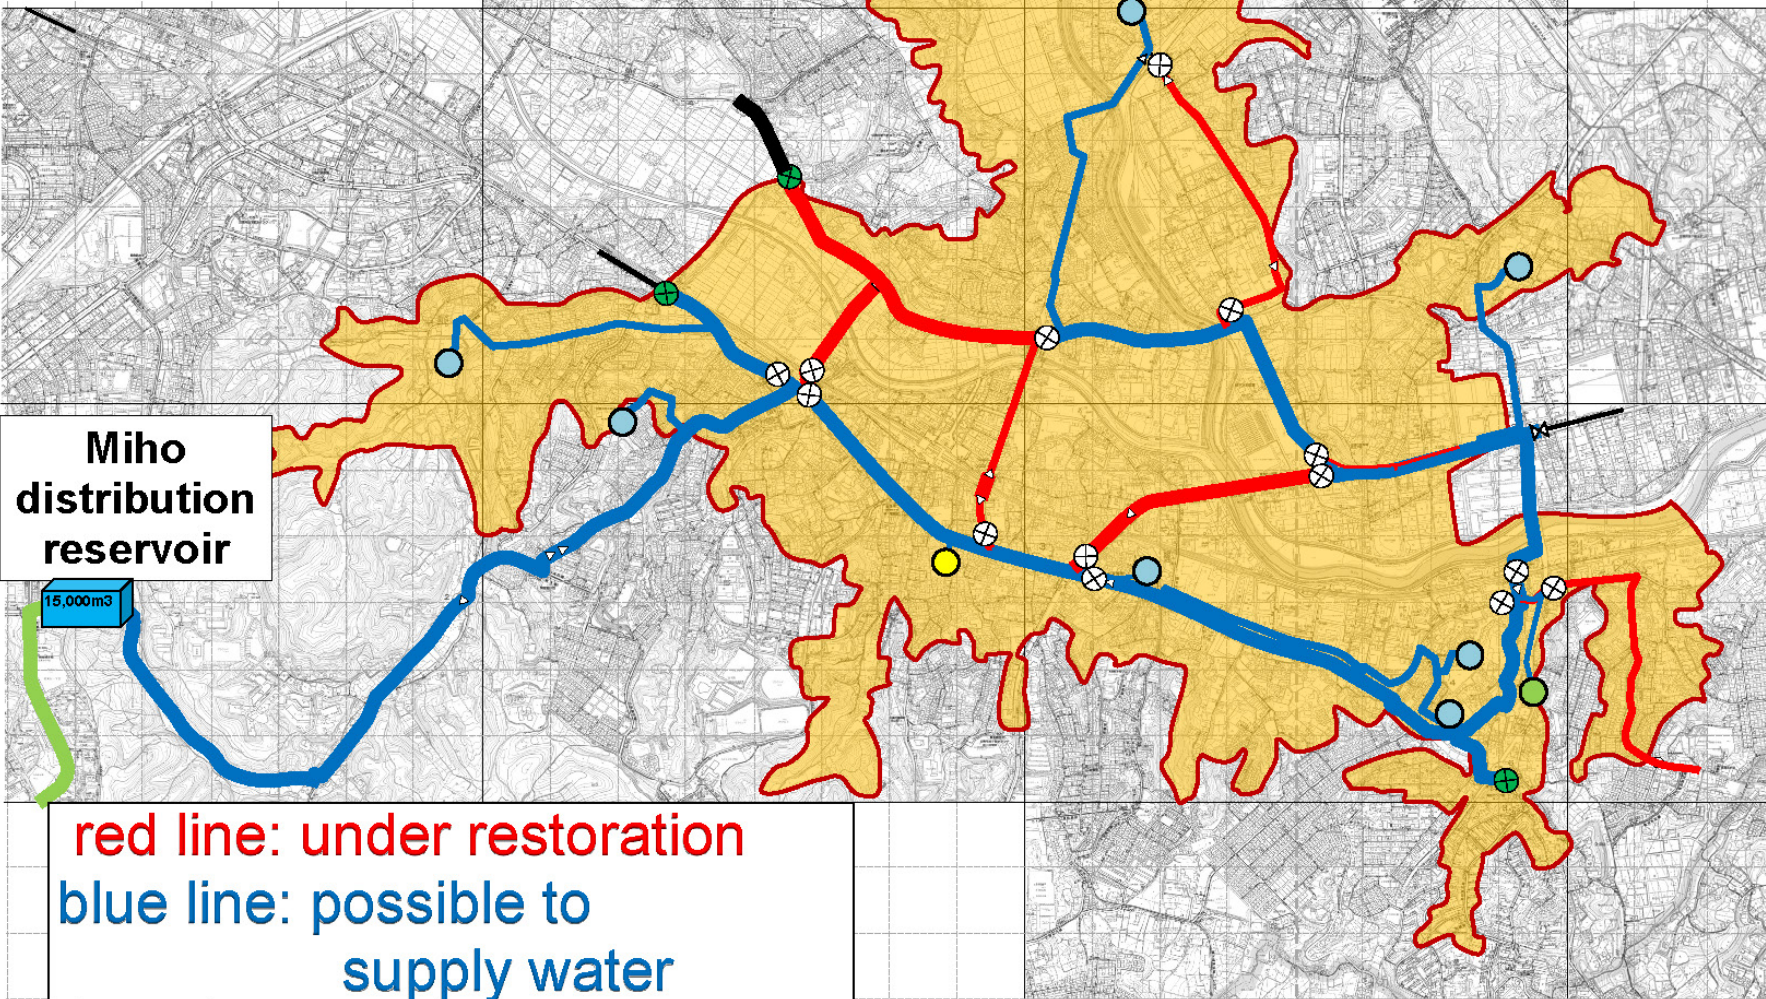 Miho
distribution
reservoir
15,000m3
red line: under restoration
blue line: possible to
supply water